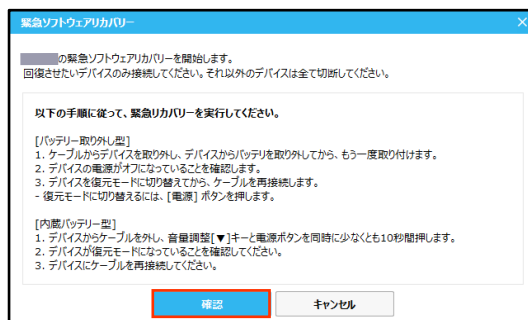 緊急ソフトウェアリカバリー
の緊急ソフトウェアリカバリーを開始します。
回復させたいデバイスのみ接続してください。それ以外のデバイスは全て切断してください。
以下の手順に従って、緊急リカバリーを実行してください。
[バッテリー取り外し型]
1. ケーブルからデバイスを取り外し、デバイスからバッテリを取り外してから、もう一度取り付けます。
2. デバイスの電源がオフになっていることを確認します。
3. デバイスを復元モードに切り替えてから、ケーブルを再接続します。
- 復元モードに切り替えるには、[電源] ボタンを押します。
[内蔵バッテリー型]
1. デバイスからケーブルを外し、音量調整[▼]キーと電源ボタンを同時に少なくとも10秒間押します。
2. デバイスが復元モードになっていることを確認してください。
3. デバイスにケーブルを再接続してください。
確認
キャンセル